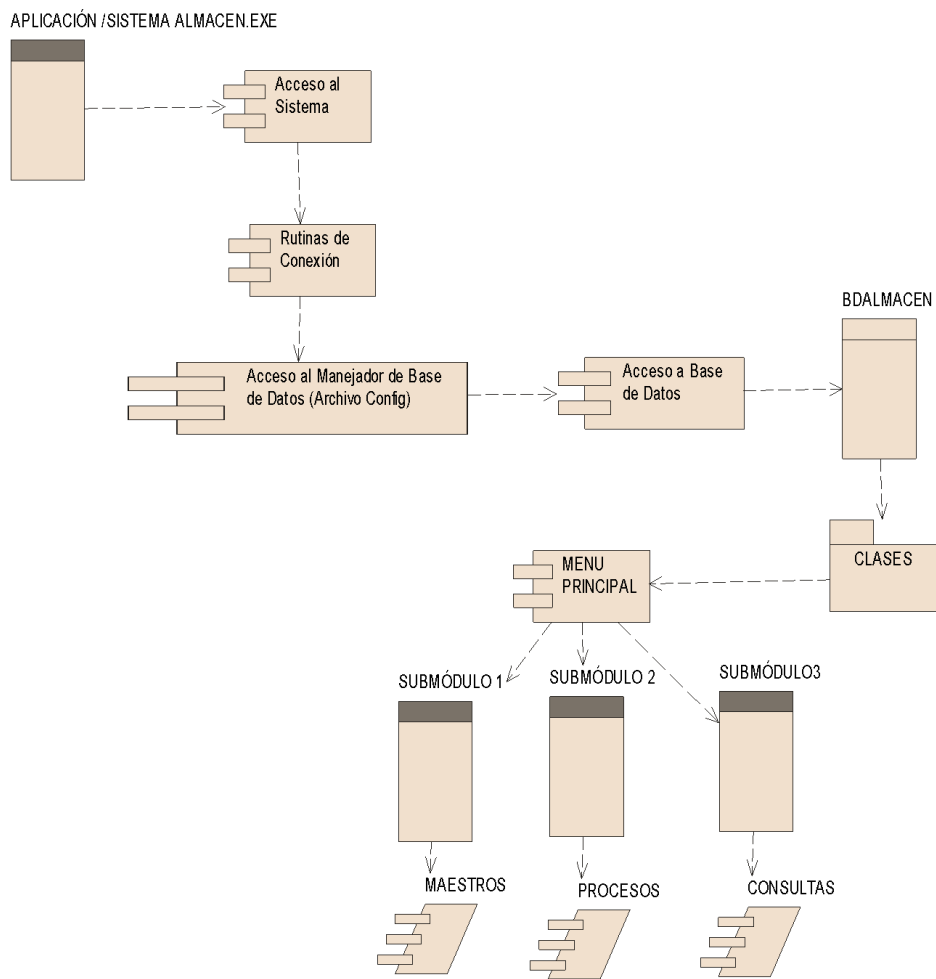 APLICACIÓN /SISTEMA ALMACEN.EXE
Acceso al
Sistema
Rutinas de
Conexión
BDALMACEN
Acceso al Manejador de Base
de Datos (Archivo Config)
Acceso a Base
de Datos
CLASES
MENU
PRINCIPAL
SUBMÓDULO 1
SUBMÓDULO 2
SUBMÓDULO3
MAESTROS
PROCESOS
CONSULTAS